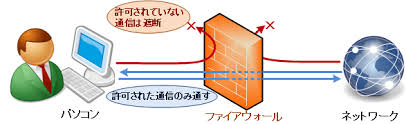 許可されていない
通信は遮断
許可された通信のみ通す
パソコン
ファイアウォール
ネットワーク